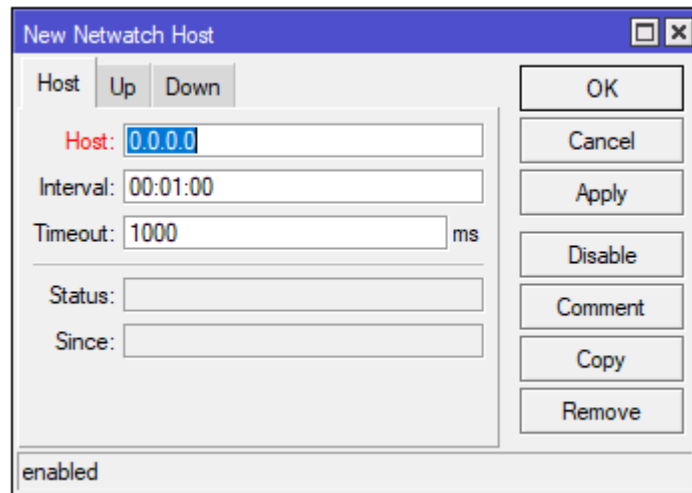 New Netwatch Host
Host Up Down
Host: 0.0.0.0
Interval: 00:01:00
Timeout: 1000 ms
Status:
Since:
OK
Cancel
Apply
Disable
Comment
Copy
Remove
enabled